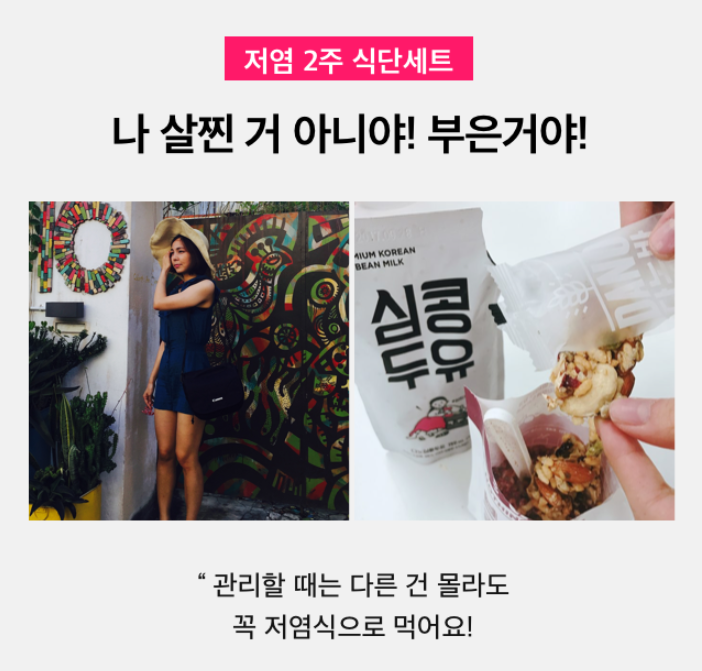 저염 2주 식단세트
나 살찐 거 아니야! 부은거야!
MIUM KOREAN
BEAN MILK
심콩
두유
Canon
“ 관리할 때는 다른 건 몰라도
꼭 저염식으로 먹어요!